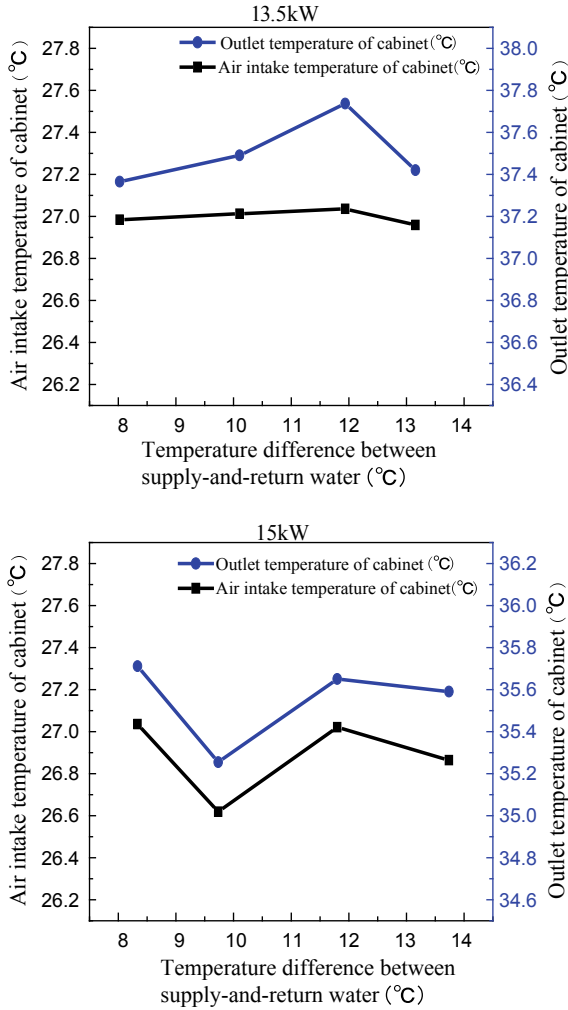 13.5kW
Outlet temperature of cabinet(℃)
Air intake temperature of cabinet(℃)
Air intake temperature of cabinet (℃)
27.8
27.6
27.4
27.2
27.0
26.8
26.6
26.4
26.2
38.0
37.8
37.6
37.4
37.2
37.0
36.8
36.6
36.4
Outlet temperature of cabinet (℃)
8 9 10 11 12 13 14
Temperature difference between
supply-and-return water (℃)
15kW
Outlet temperature of cabinet (℃)
Air intake temperature of cabinet(℃)
Air intake temperature of cabinet (℃)
27.8
27.6
27.4
27.2
27.0
26.8
26.6
26.4
26.2
36.2
36.0
35.8
35.6
35.4
35.2
35.0
34.8
34.6
Outlet temperature of cabinet (℃)
8 9 10 11 12 13 14
Temperature difference between
supply-and-return water (℃)